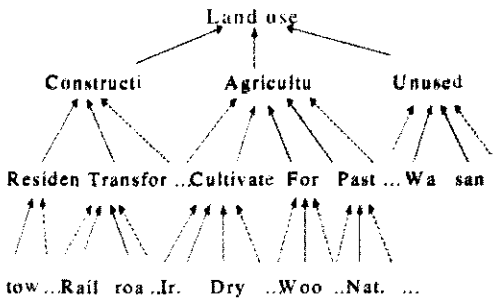 Land use
Constructi Agricultu Unused
Residen Transfor ...Cultivate For Past ...Wa san
tow ...Rail roa ..Ir. Dry ..Woo ..Nat. ...